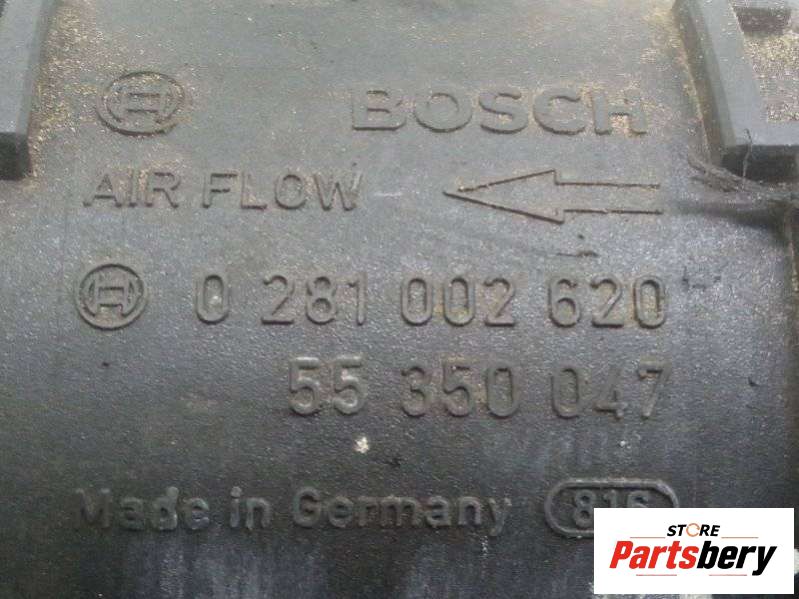 BOSCH
AIR FLOW
0 281 002 620
55 350 047
Made in Germany 816
STORE
Partsbery